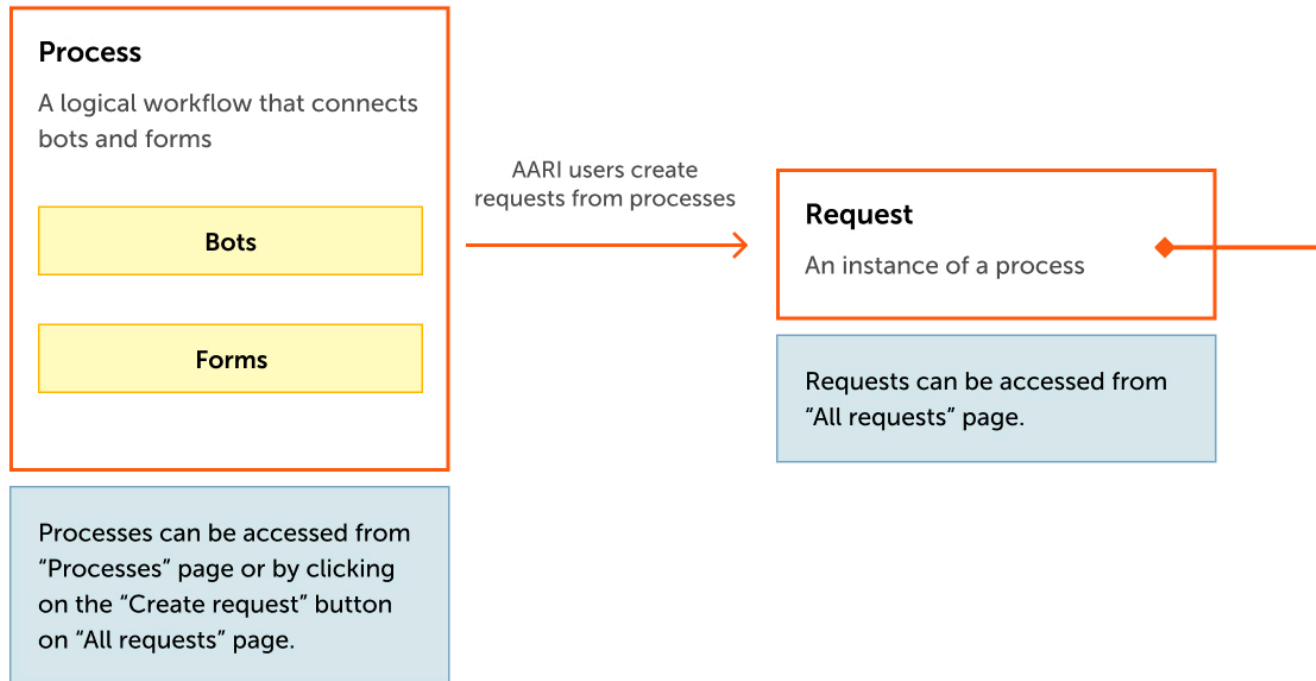 Process
A logical workflow that connects
bots and forms
Bots
Forms
Processes can be accessed from
“Processes” page or by clicking
on the “Create request” button
on “All requests” page.
AARI users create
requests from processes
Request
An instance of a process
Requests can be accessed from
“All requests” page.